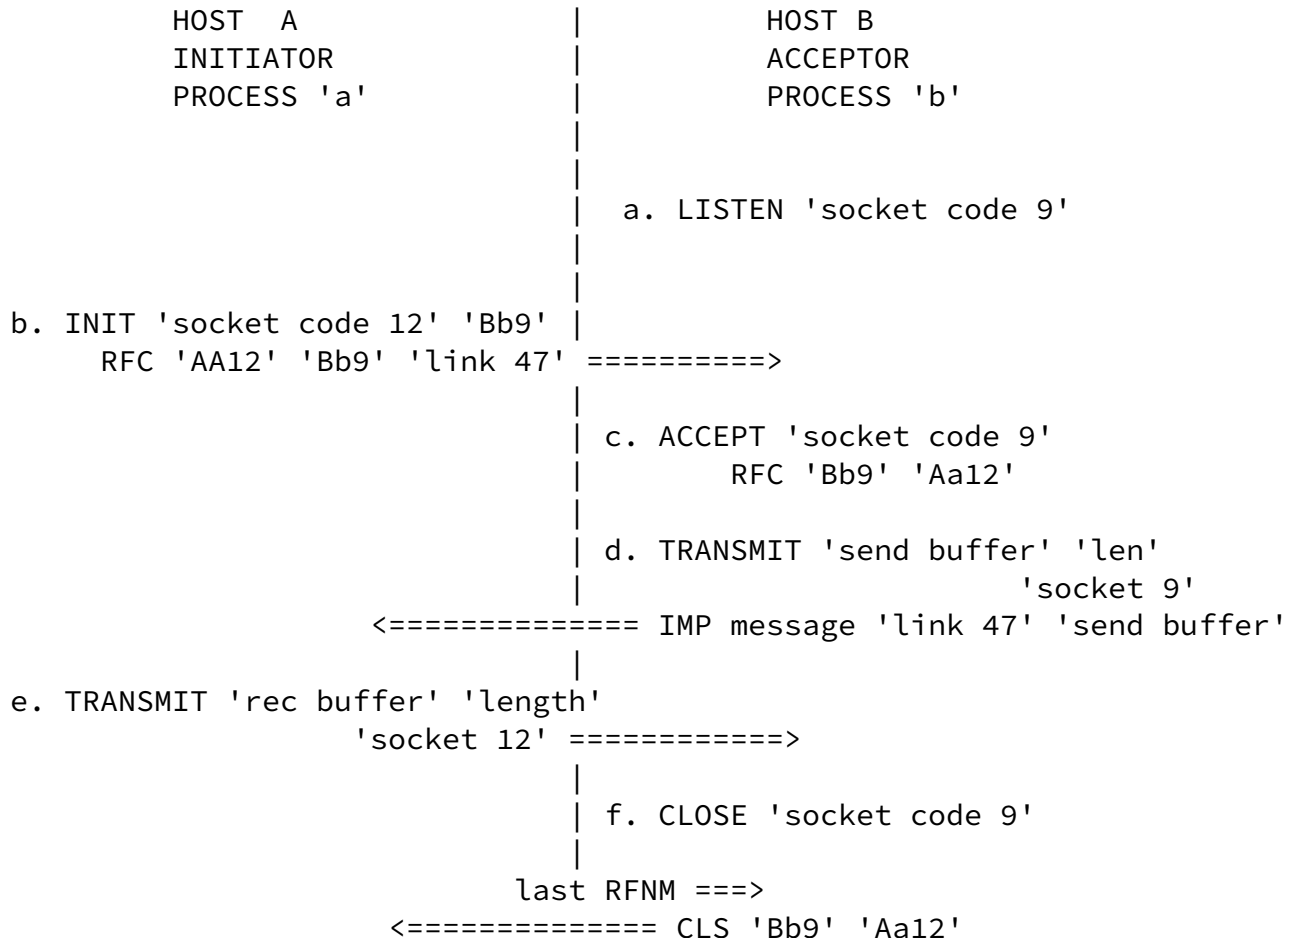 HOST  A                |          HOST B
INITIATOR              |          ACCEPTOR
PROCESS 'a'            |          PROCESS 'b'
|
|
|  a. LISTEN 'socket code 9'
|
|
b. INIT 'socket code 12' 'Bb9' |
RFC 'AA12' 'Bb9' 'link 47' ==========>
|
| c. ACCEPT 'socket code 9'
|        RFC 'Bb9' 'Aa12'
|
| d. TRANSMIT 'send buffer' 'len'
|                        'socket 9'
<============== IMP message 'link 47' 'send buffer'
|
e. TRANSMIT 'rec buffer' 'length'
'socket 12' ============>
|
| f. CLOSE 'socket code 9'
|
last RFNM ===>
<============== CLS 'Bb9' 'Aa12'